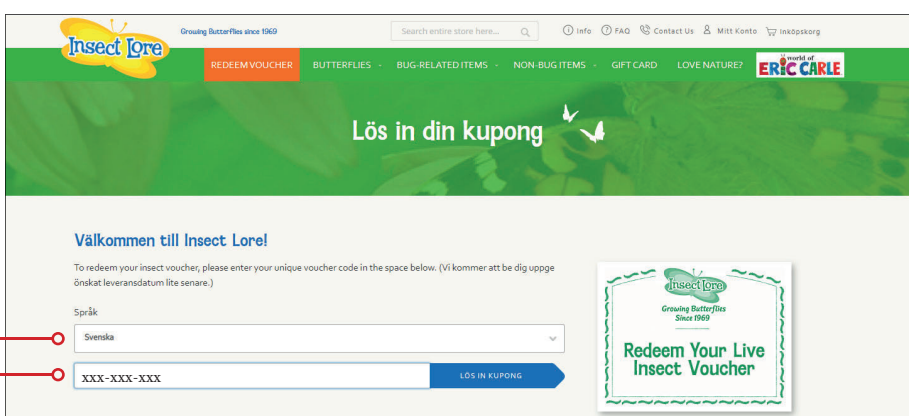 Insect Lore
Growing Butterflies since 1969
Search entire store here...
Info FAQ Contact Us Mitt Konto Inköpskorg
REDEEM VOUCHER BUTTERFLIES BUG-RELATED ITEMS NON-BUG ITEMS GIFT CARD LOVE NATURE?
world of
ERIC CARLE
Lös in din kupong
Välkommen till Insect Lore!
To redeem your insect voucher, please enter your unique voucher code in the space below. (Vi kommer att be dig uppge
önskat leveransdatum lite senare.)
Språk
Svenska
xxx-xxx-xxx
LÖS IN KUPONG
Insect Lore
Growing Butterflies
Since 1969
Redeem Your Live
Insect Voucher